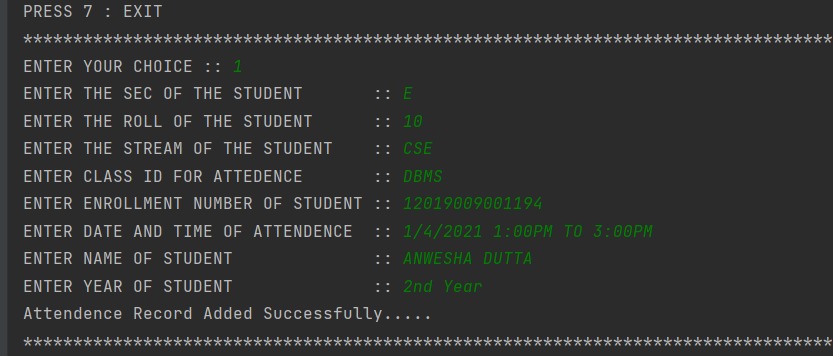 PRESS 7 : EXIT
*********************************************************************************
ENTER YOUR CHOICE :: 1
ENTER THE SEC OF THE STUDENT       :: E
ENTER THE ROLL OF THE STUDENT      :: 10
ENTER THE STREAM OF THE STUDENT    :: CSE
ENTER CLASS ID FOR ATTEDENCE       :: DBMS
ENTER ENROLLMENT NUMBER OF STUDENT :: 12019009001194
ENTER DATE AND TIME OF ATTENDENCE  :: 1/4/2021 1:00PM TO 3:00PM
ENTER NAME OF STUDENT              :: ANWESHA DUTTA
ENTER YEAR OF STUDENT              :: 2nd Year
Attendence Record Added Successfully.....
*********************************************************************************